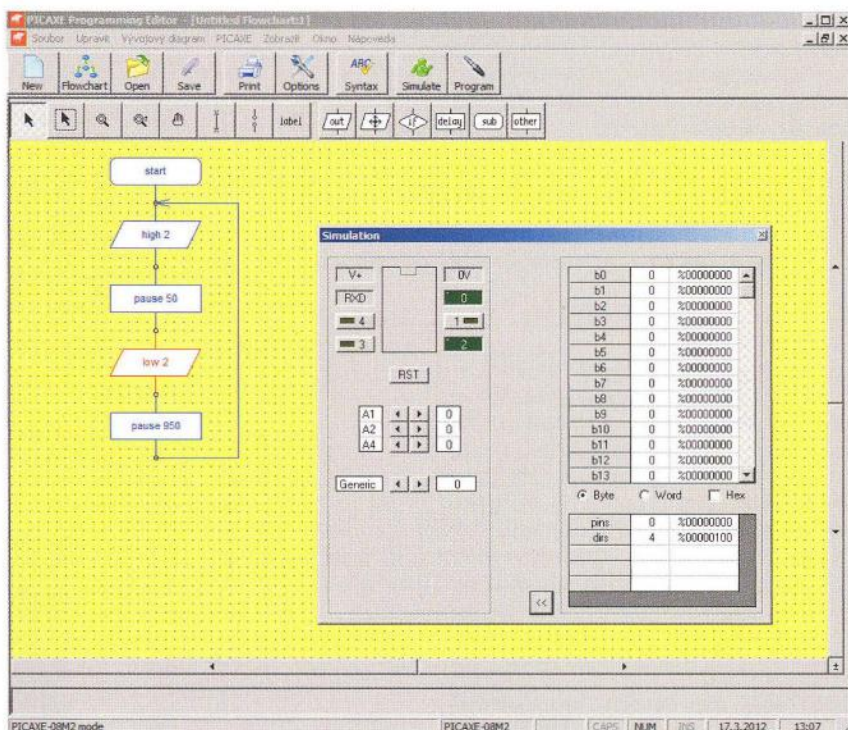 PICAXE Programming Editor - [Untitled Flowchart:1]
Soubor Upravit Vývojový diagram PICAXE Zobrazit Okno Nápověda
New Flowchart Open Save Print Options Syntax Simulate Program
ABC
label out if delay sub other
start
high 2
pause 50
low 2
pause 950
Simulation
V+ 0V
RXD 0
4 1
3 2
RST
A1 0
A2 0
A4 0
Generic 0
b0 0 %00000000
b1 0 %00000000
b2 0 %00000000
b3 0 %00000000
b4 0 %00000000
b5 0 %00000000
b6 0 %00000000
b7 0 %00000000
b8 0 %00000000
b9 0 %00000000
b10 0 %00000000
b11 0 %00000000
b12 0 %00000000
b13 0 %00000000
Byte Word Hex
pins 0 %00000000
dirs 4 %00000100
<<
PICAXE-08M2 mode PICAXE-08M2 CAPS NUM INS 17.3.2012 13:07